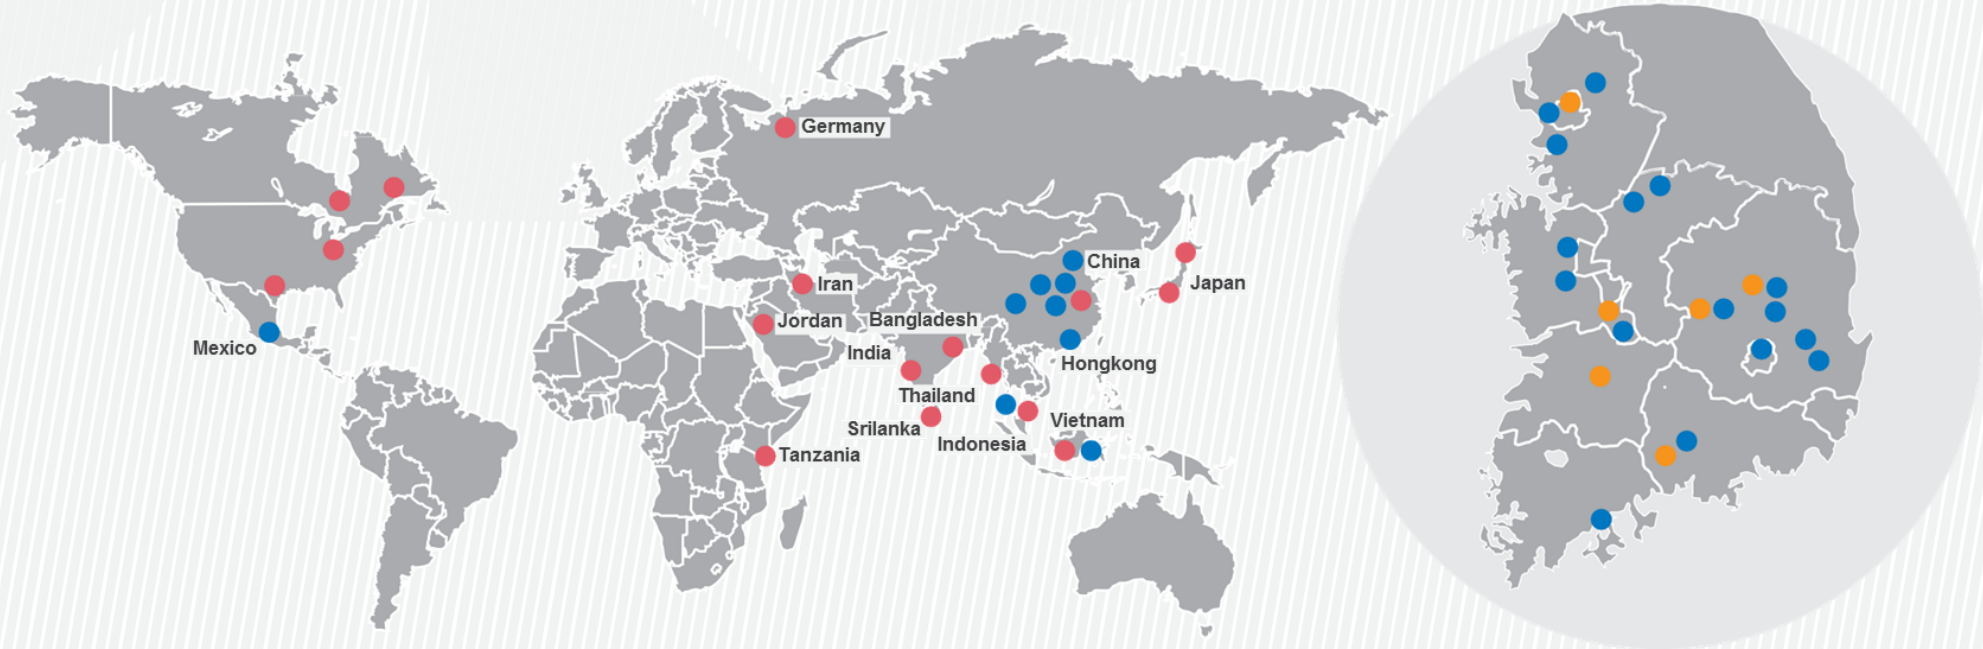 Germany
China
Iran
Japan
Jordan
Bangladesh
Mexico
India
Hongkong
Thailand
Vietnam
Srilanka
Indonesia
Tanzania